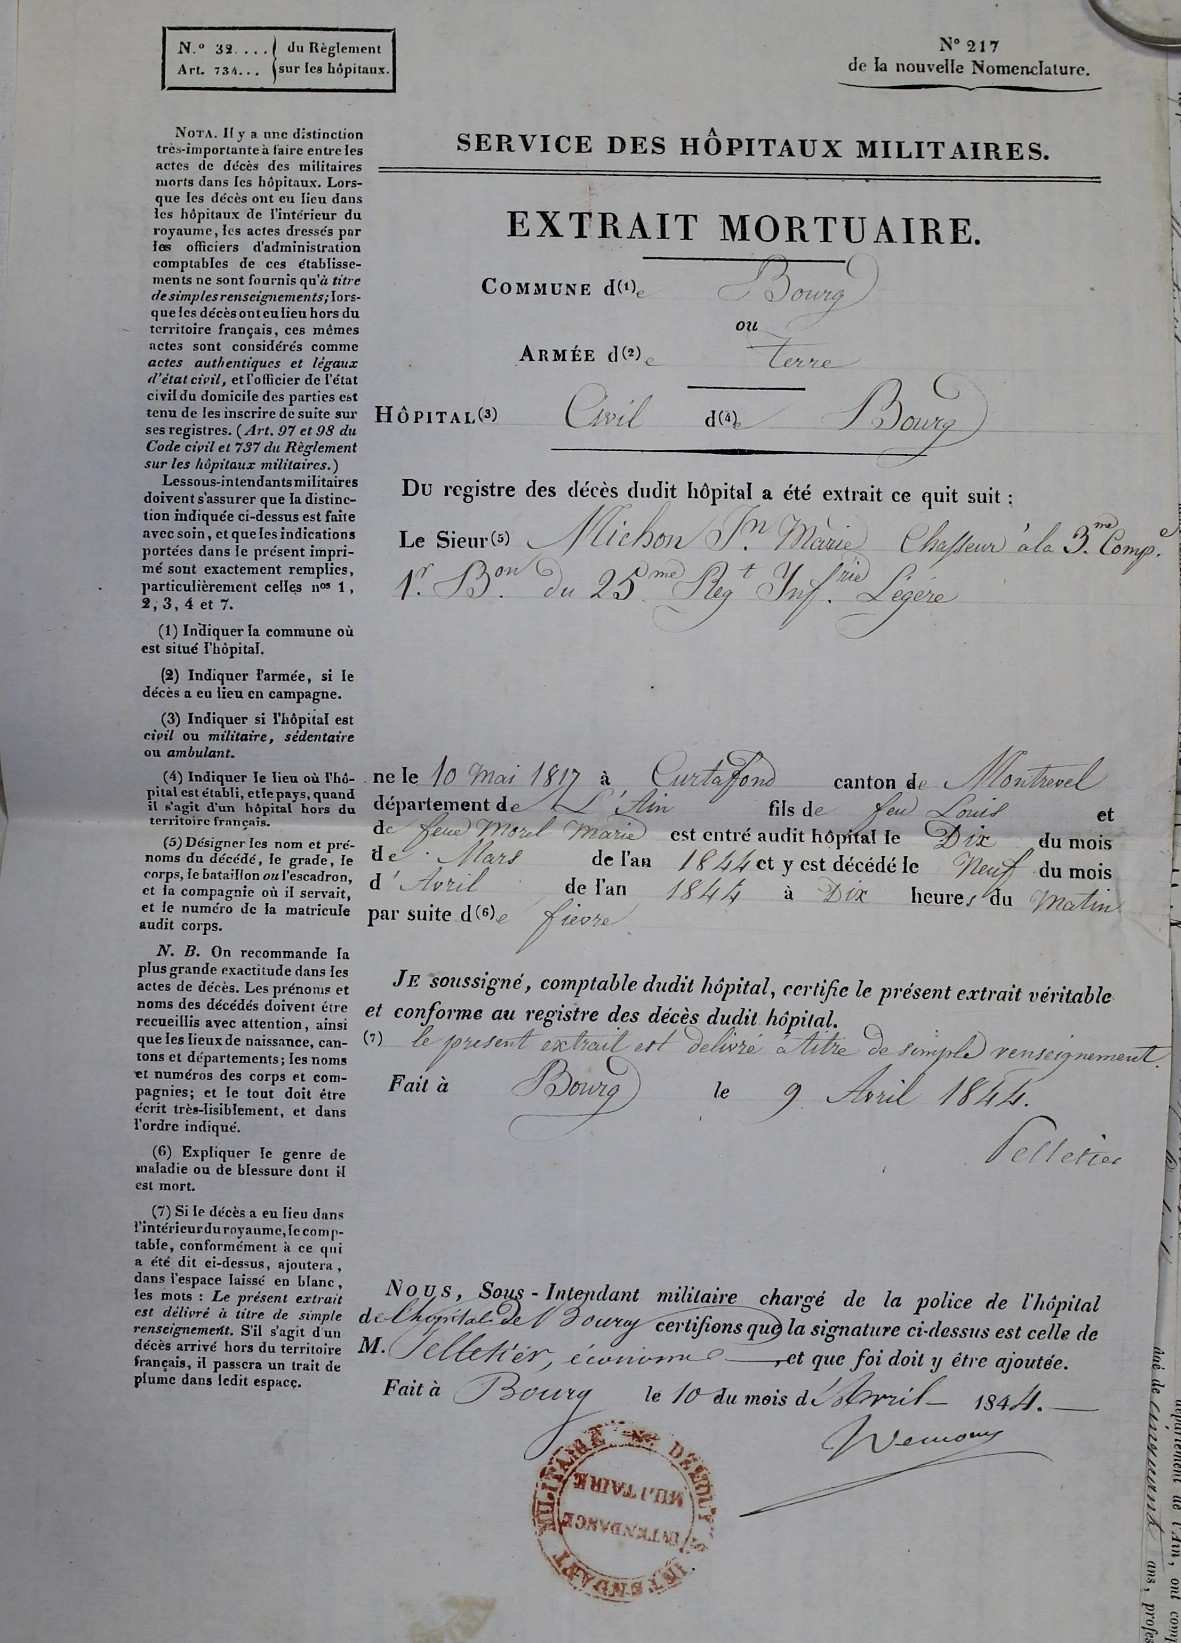 N.º 32.... du Règlement
Art. 734... sur les hôpitaux.
Nº 217
de la nouvelle Nomenclature.
NOTA. Il y a une distinction
très-importante à faire entre les
actes de décès des militaires
morts dans les hôpitaux. Lors-
que les décès ont eu lieu dans
les hôpitaux de l'intérieur du
royaume, les actes dressés par
les officiers d'administration
comptables de ces établisse-
ments ne sont fournis qu'à titre
de simples renseignements; lors-
que les décès ont eu lieu hors du
territoire français, ces mêmes
actes sont considérés comme
actes authentiques et légaux
d'état civil, et l'officier de l'état
civil du domicile des parties est
tenu de les inscrire de suite sur
ses registres. (Art. 97 et 98 du
Code civil et 737 du Règlement
sur les hôpitaux militaires.)
Les sous-intendants militaires
doivent s'assurer que la distinc-
tion indiquée ci-dessus est faite
avec soin, et que les indications
portées dans le présent impri-
mé sont exactement remplies,
particulièrement celles nos 1,
2, 3, 4 et 7.
(1) Indiquer la commune où
est situé l'hôpital.
(2) Indiquer l'armée, si le
décès a eu lieu en campagne.
(3) Indiquer si l'hôpital est
civil ou militaire, sédentaire
ou ambulant.
(4) Indiquer le lieu où l'hô-
pital est établi, et le pays, quand
il s'agit d'un hôpital hors du
territoire français.
(5) Désigner les nom et pré-
noms du décédé, le grade, le
corps, le bataillon ou l'escadron,
et la compagnie où il servait,
et le numéro de la matricule
audit corps.
N. B. On recommande la
plus grande exactitude dans les
actes de décès. Les prénoms et
noms des décédés doivent être
recueillis avec attention, ainsi
que les lieux de naissance, can-
tons et départements; les noms
et numéros des corps et com-
pagnies; et le tout doit être
écrit très-lisiblement, et dans
l'ordre indiqué.
(6) Expliquer le genre de
maladie ou de blessure dont il
est mort.
(7) Si le décès a eu lieu dans
l'intérieur du royaume, le comp-
table, conformément à ce qui
a été dit ci-dessus, ajoutera,
dans l'espace laissé en blanc,
les mots : Le présent extrait
est délivré à titre de simple
renseignement. S'il s'agit d'un
décès arrivé hors du territoire
français, il passera un trait de
plume dans ledit espace.
SERVICE DES HÔPITAUX MILITAIRES.
EXTRAIT MORTUAIRE.
COMMUNE d(1)e Bourg
ou
ARMÉE d(2)e terre
HÔPITAL(3) Civil d(4)e Bourg
DU registre des décès dudit hôpital a été extrait ce quit suit :
Le Sieur(5) Michon Jn. Marie Chasseur à la 3.me Compe.
1r. Bon. du 25me Regt Inf.rie Légére
né le 10 mai 1817 à Curtafond canton de Montrevel
département de L'Ain fils de feu Louis et
de feue Morel Marie est entré audit hôpital le Dix du mois
de Mars de l'an 1844 et y est décédé le Neuf du mois
d'Avril de l'an 1844 à Dix heures du Matin
par suite d(6)e fievre
JE soussigné, comptable dudit hôpital, certifie le présent extrait véritable
et conforme au registre des décès dudit hôpital.
(7) le present extrait est delivré à titre de simple renseignement.
Fait à Bourg le 9 Avril 1844.
Pelletier
NOUS, Sous-Intendant militaire chargé de la police de l'hôpital
de l'hopital de Bourg certifions que la signature ci-dessus est celle de
M. Pelletier, économe, et que foi doit y être ajoutée.
Fait à Bourg le 10 du mois d'Avril 1844.
INTENDANCE
MILITAIRE
âgé de cinquante ans, profes
département de l'Ain, ont comp